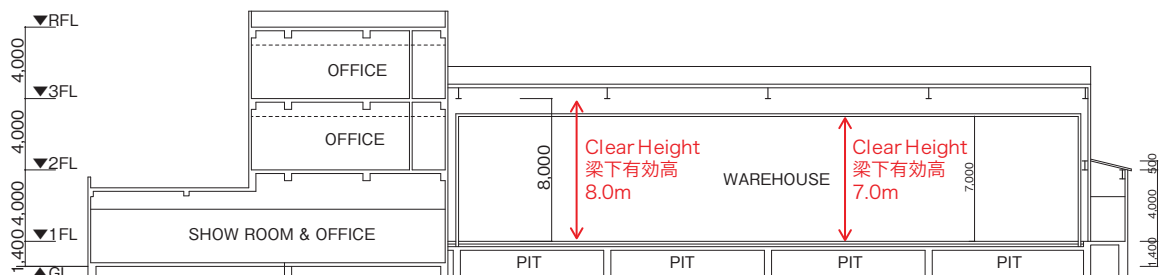 ▼RFL
4,000
OFFICE
▼3FL
4,000
OFFICE
▼2FL
4,000
SHOW ROOM & OFFICE
▼1FL
1,400
▲GL
8,000
Clear Height
梁下有効高
8.0m
WAREHOUSE
Clear Height
梁下有効高
7.0m
7,000
500
4,000
1,400
PIT
PIT
PIT
PIT